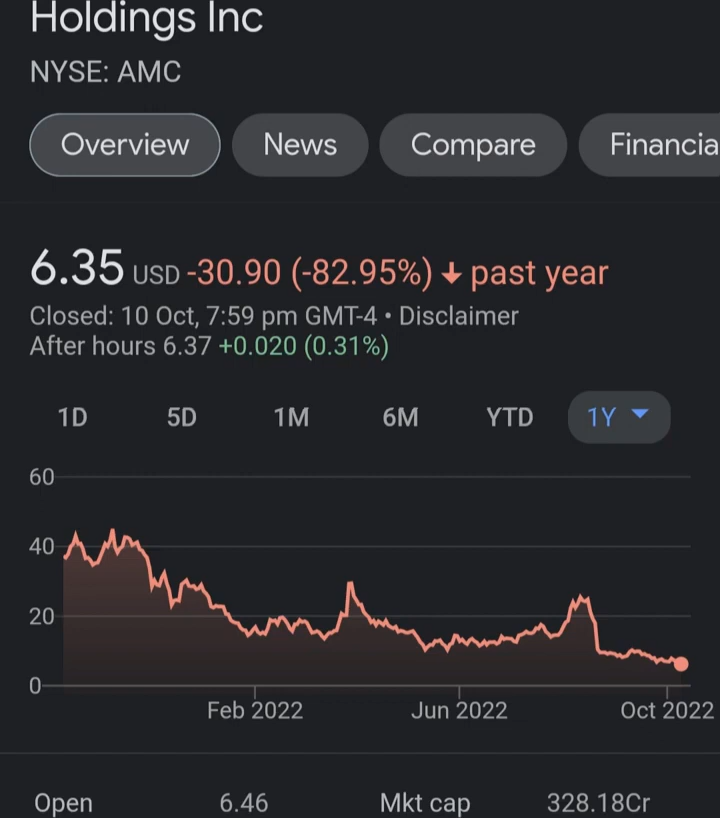 Holdings Inc
NYSE: AMC
Overview News Compare Financia
6.35 USD -30.90 (-82.95%) ↓ past year
Closed: 10 Oct, 7:59 pm GMT-4 • Disclaimer
After hours 6.37 +0.020 (0.31%)
1D 5D 1M 6M YTD 1Y
60
40
20
0
Feb 2022 Jun 2022 Oct 2022
Open 6.46 Mkt cap 328.18Cr